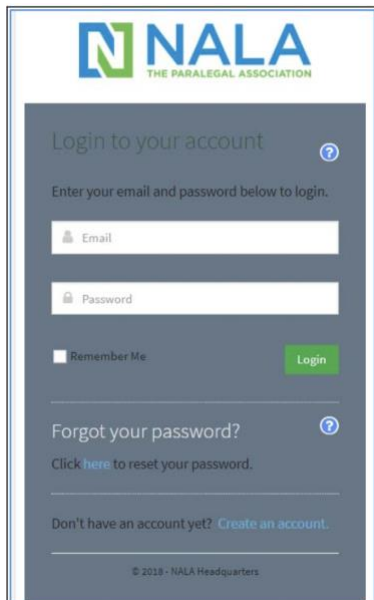 NALA
THE PARALEGAL ASSOCIATION
Login to your account
Enter your email and password below to login.
Email
Password
Remember Me
Login
Forgot your password?
Click here to reset your password.
Don't have an account yet? Create an account.
© 2018 - NALA Headquarters